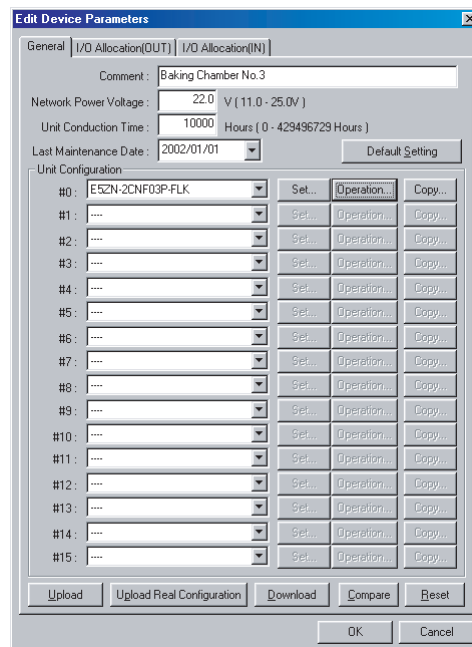 Edit Device Parameters
General I/O Allocation(OUT) I/O Allocation(IN)
Comment : Baking Chamber No.3
Network Power Voltage : 22.0 V ( 11.0 - 25.0V )
Unit Conduction Time : 10000 Hours ( 0 - 429496729 Hours )
Last Maintenance Date : 2002/01/01 Default Setting
Unit Configuration
#0 : E5ZN-2CNF03P-FLK Set... Operation... Copy...
#1 : ---- Set... Operation... Copy...
#2 : ---- Set... Operation... Copy...
#3 : ---- Set... Operation... Copy...
#4 : ---- Set... Operation... Copy...
#5 : ---- Set... Operation... Copy...
#6 : ---- Set... Operation... Copy...
#7 : ---- Set... Operation... Copy...
#8 : ---- Set... Operation... Copy...
#9 : ---- Set... Operation... Copy...
#10 : ---- Set... Operation... Copy...
#11 : ---- Set... Operation... Copy...
#12 : ---- Set... Operation... Copy...
#13 : ---- Set... Operation... Copy...
#14 : ---- Set... Operation... Copy...
#15 : ---- Set... Operation... Copy...
Upload Upload Real Configuration Download Compare Reset
OK Cancel